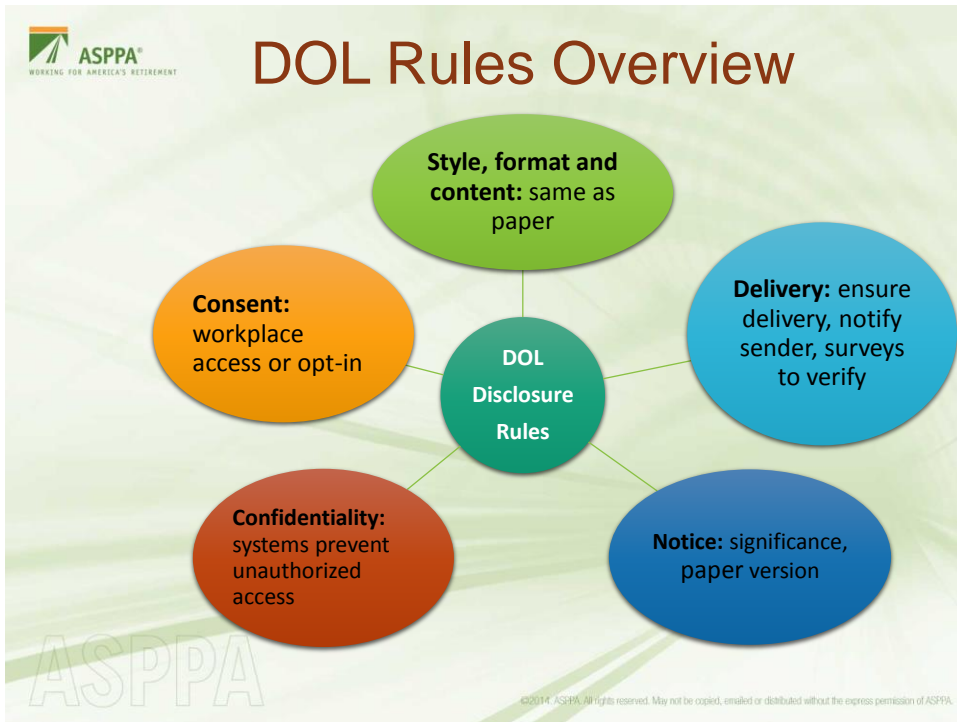 ASPPA®
WORKING FOR AMERICA'S RETIREMENT
DOL Rules Overview
Style, format and
content: same as
paper
Consent:
workplace
access or opt-in
Delivery: ensure
delivery, notify
sender, surveys
to verify
DOL
Disclosure
Rules
Confidentiality:
systems prevent
unauthorized
access
Notice: significance,
paper version
ASPPA
©2014. ASPPA. All rights reserved. May not be copied, emailed or distributed without the express permission of ASPPA.